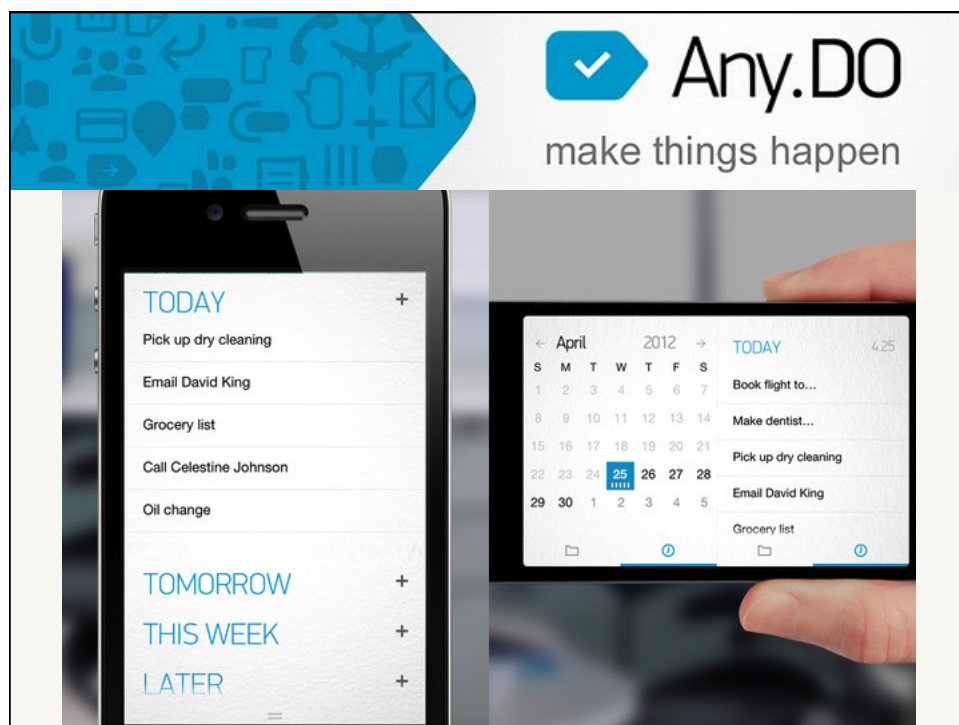 Any.DO
make things happen
TODAY +
Pick up dry cleaning
Email David King
Grocery list
Call Celestine Johnson
Oil change
TOMORROW +
THIS WEEK +
LATER +
← April 2012 →
S M T W T F S
1 2 3 4 5 6 7
8 9 10 11 12 13 14
15 16 17 18 19 20 21
22 23 24 25 26 27 28
29 30 1 2 3 4 5
TODAY 4.25
Book flight to...
Make dentist...
Pick up dry cleaning
Email David King
Grocery list